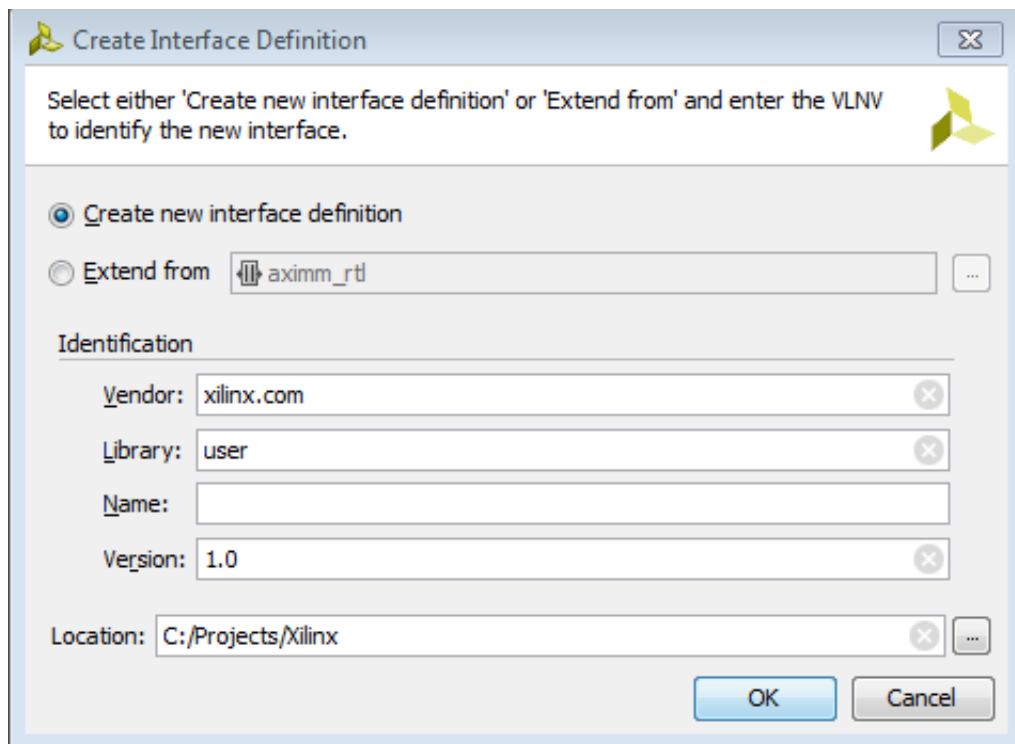 Create Interface Definition
Select either 'Create new interface definition' or 'Extend from' and enter the VLNV
to identify the new interface.
Create new interface definition
Extend from aximm_rtl ...
Identification
Vendor: xilinx.com
Library: user
Name:
Version: 1.0
Location: C:/Projects/Xilinx ...
OK Cancel